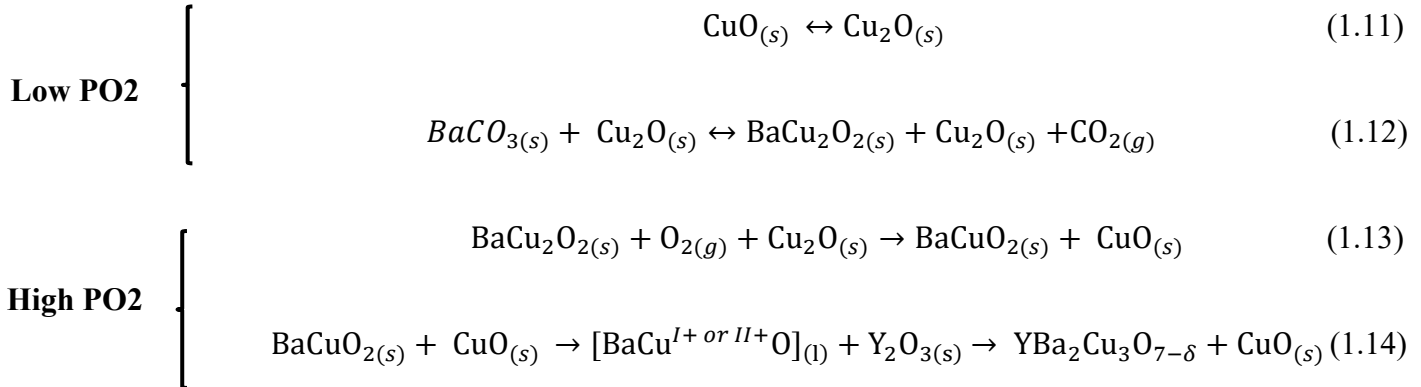 CuO(s) ↔ Cu₂O(s) (1.11)
Low PO2
BaCO₃(s) + Cu₂O(s) ↔ BaCu₂O₂(s) + Cu₂O(s) +CO₂(g) (1.12)
BaCu₂O₂(s) + O₂(g) + Cu₂O(s) → BaCuO₂(s) + CuO(s) (1.13)
High PO2
BaCuO₂(s) + CuO(s) → [BaCu^{I+ or II+}O](l) + Y₂O₃(s) → YBa₂Cu₃O₇₋δ + CuO(s) (1.14)